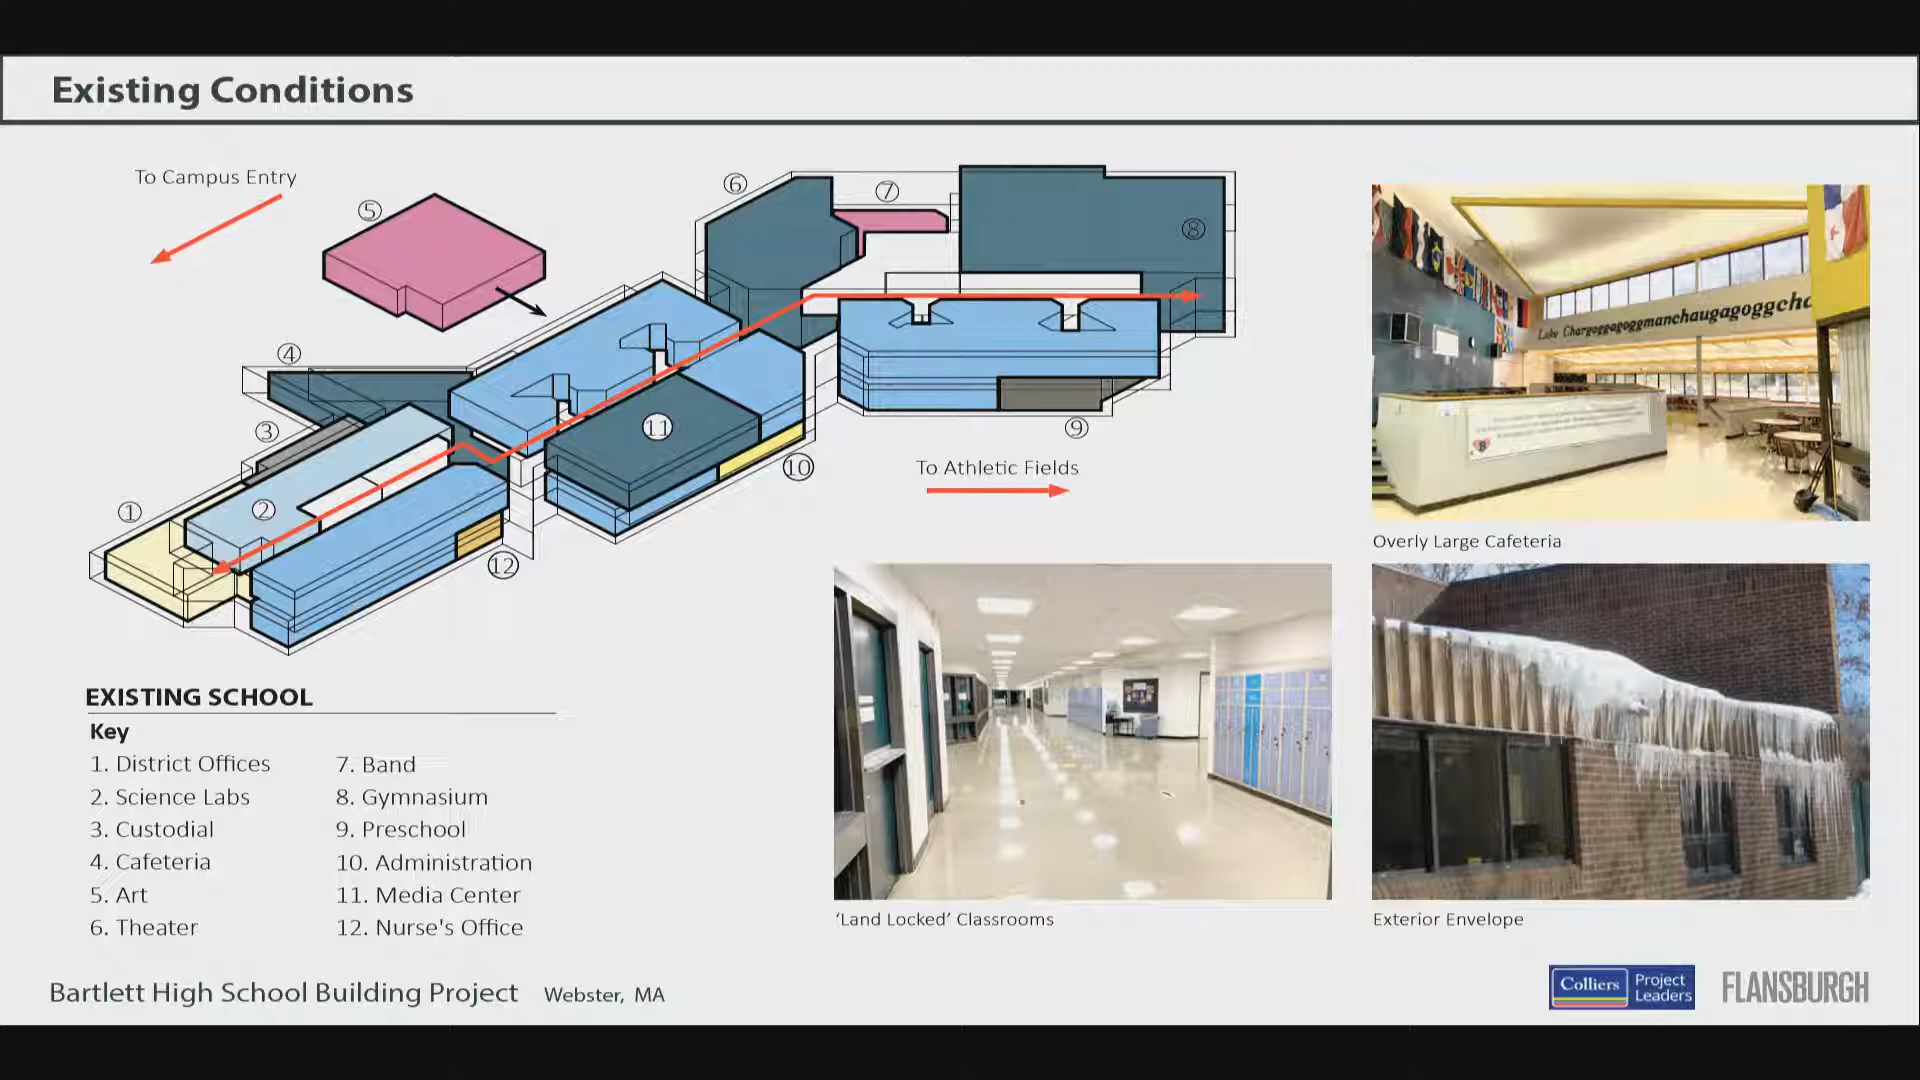 Existing Conditions
To Campus Entry
5
6
7
8
4
3
11
10
9
To Athletic Fields
1
2
12
Lake Chargoggagoggmanchaugagoggcha
Overly Large Cafeteria
EXISTING SCHOOL
Key
1. District Offices
2. Science Labs
3. Custodial
4. Cafeteria
5. Art
6. Theater
7. Band
8. Gymnasium
9. Preschool
10. Administration
11. Media Center
12. Nurse's Office
‘Land Locked’ Classrooms
Exterior Envelope
Bartlett High School Building Project Webster, MA
Colliers
Project
Leaders
FLANSBURGH